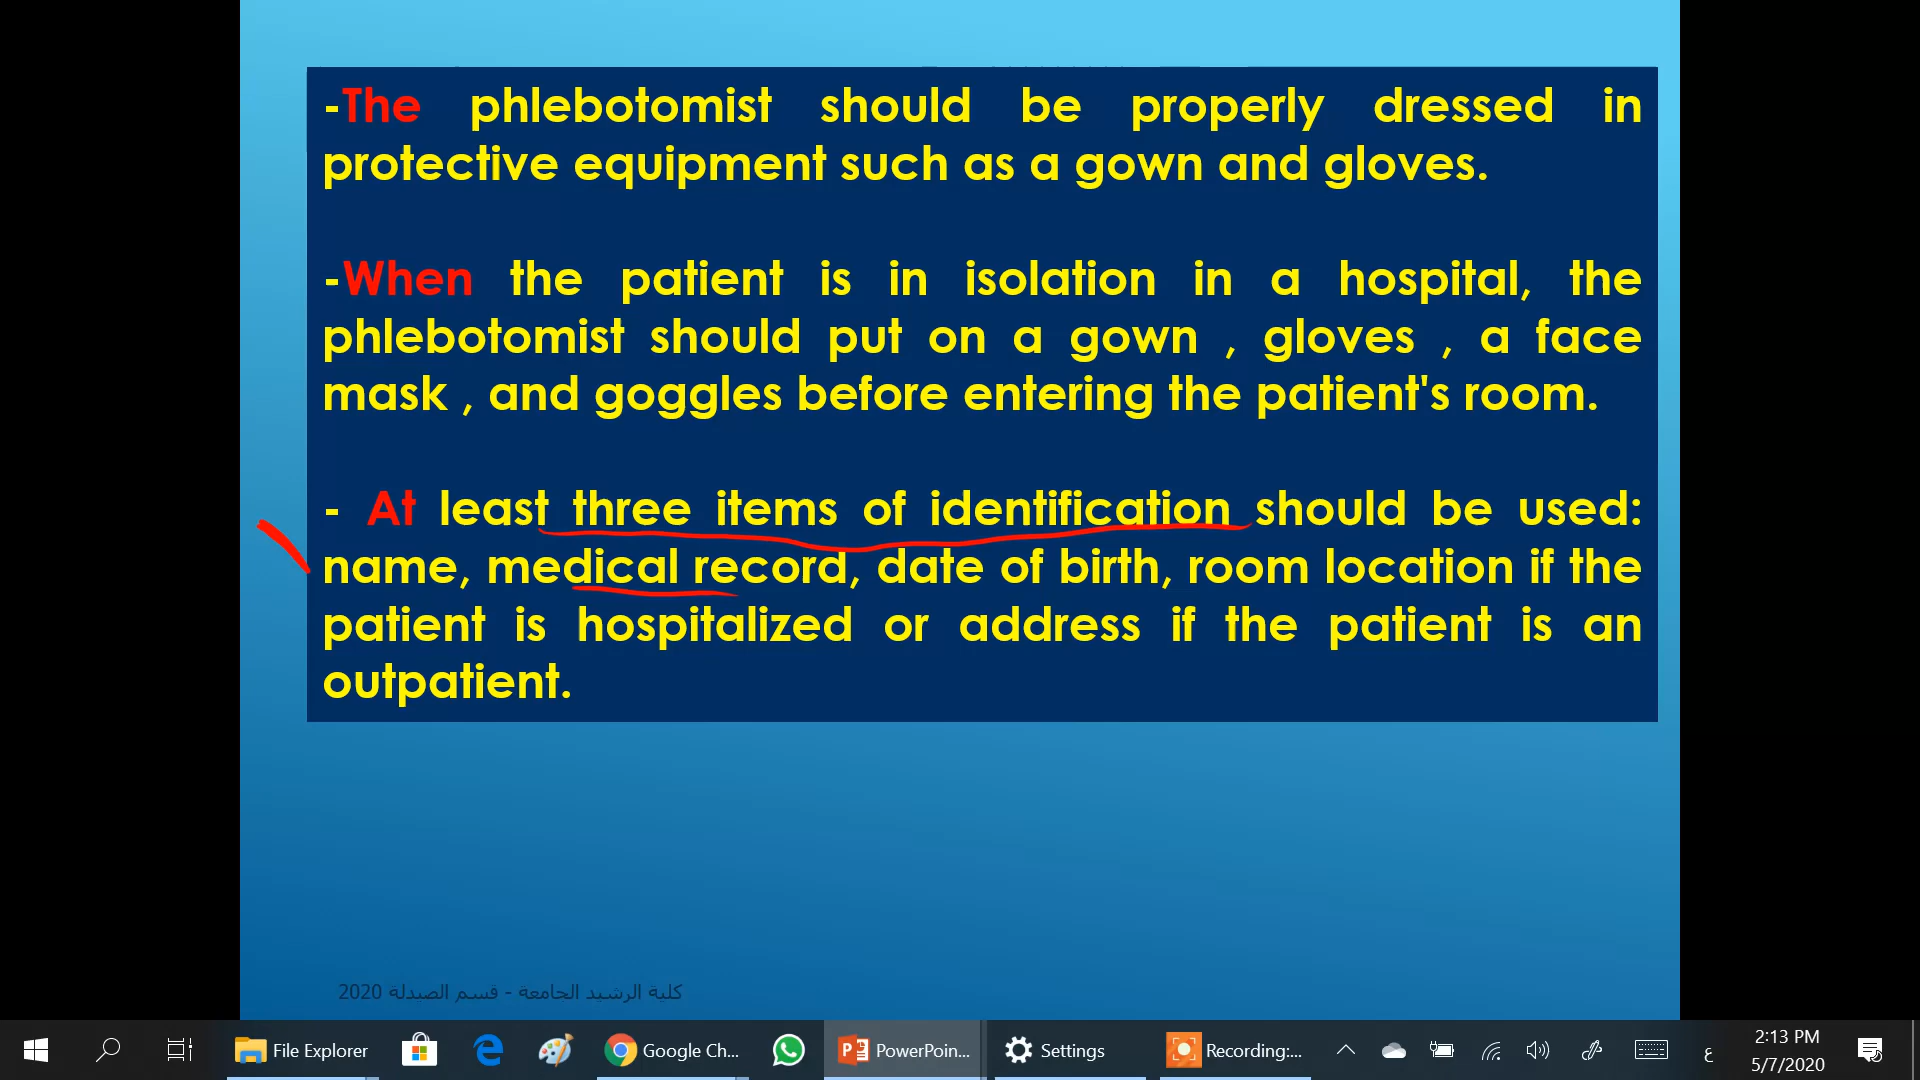 -The phlebotomist should be properly dressed in
protective equipment such as a gown and gloves.
-When the patient is in isolation in a hospital, the
phlebotomist should put on a gown , gloves , a face
mask , and goggles before entering the patient's room.
- At least three items of identification should be used:
name, medical record, date of birth, room location if the
patient is hospitalized or address if the patient is an
outpatient.
كلية الرشيد الجامعة - قسم الصيدلة 2020
File Explorer
Google Ch...
PowerPoin...
Settings
Recording:...
ع
2:13 PM
5/7/2020